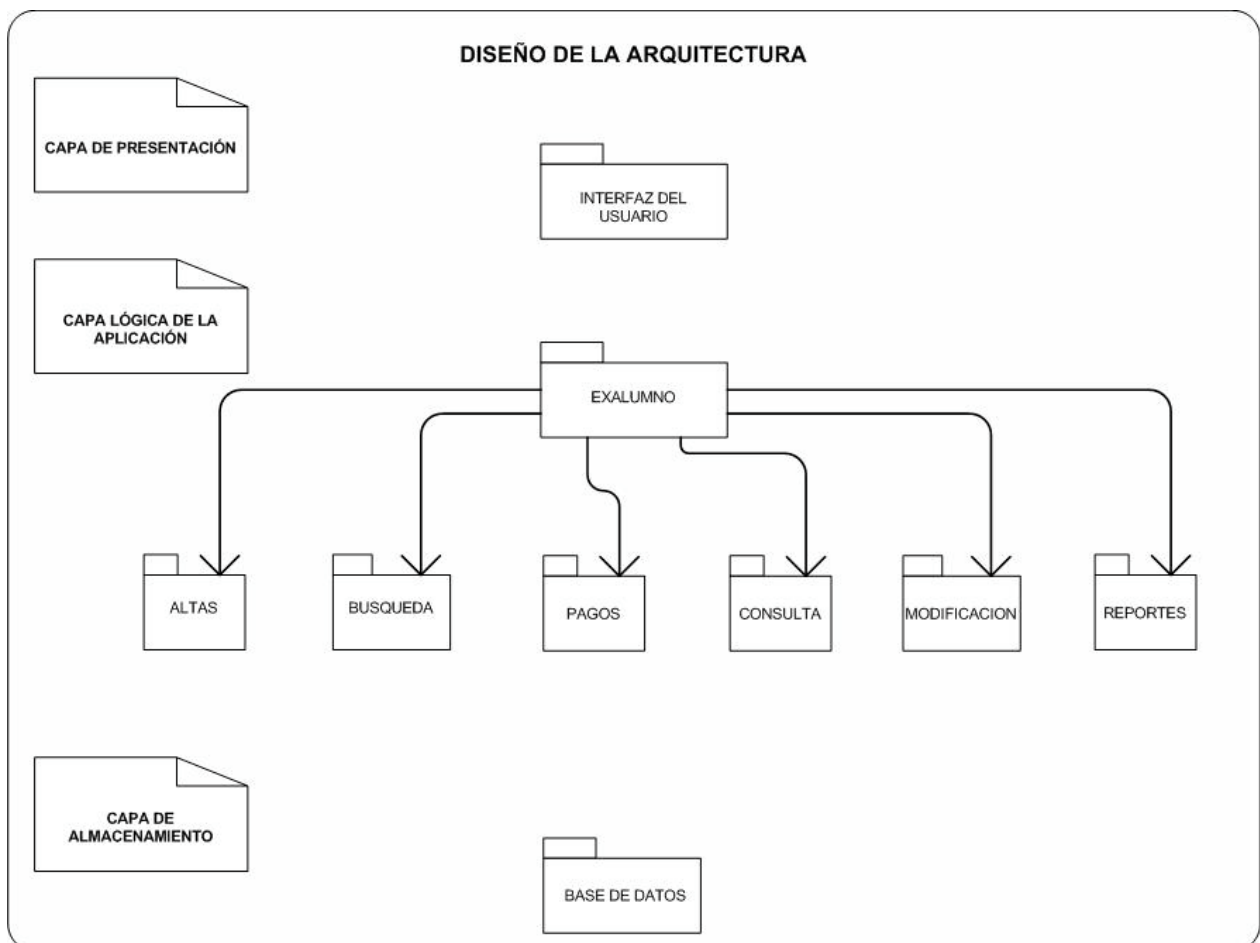 DISEÑO DE LA ARQUITECTURA
CAPA DE PRESENTACIÓN
INTERFAZ DEL
USUARIO
CAPA LÓGICA DE LA
APLICACIÓN
EXALUMNO
ALTAS
BUSQUEDA
PAGOS
CONSULTA
MODIFICACION
REPORTES
CAPA DE
ALMACENAMIENTO
BASE DE DATOS